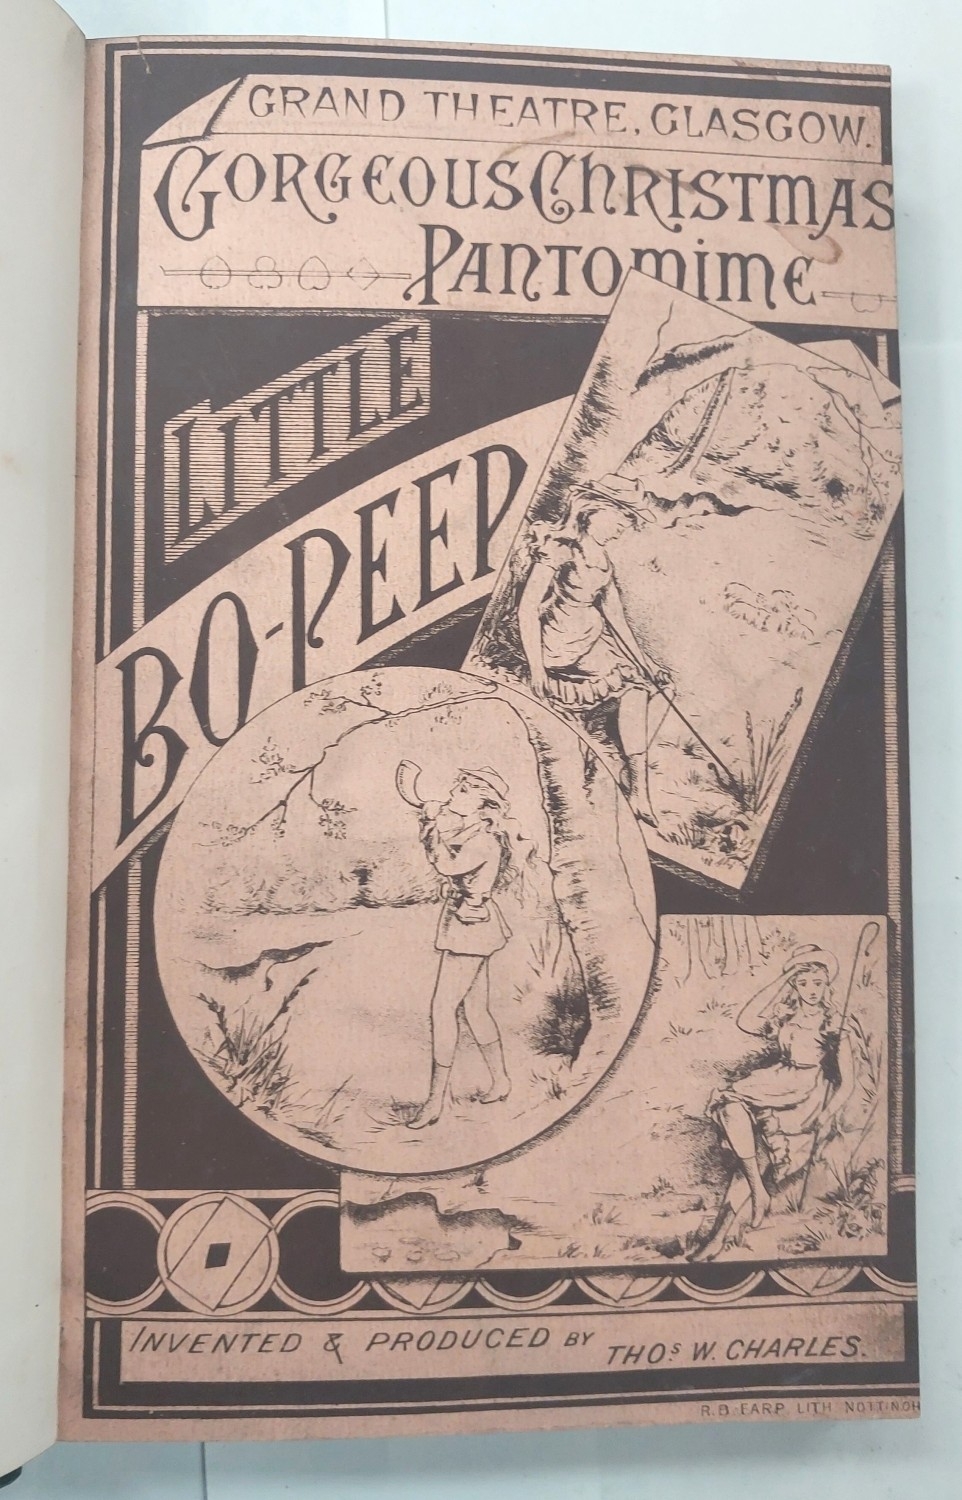 GRAND THEATRE, GLASGOW.
GORGEOUS CHRISTMAS
PANTOMIME
LITTLE
BO-PEEP
INVENTED & PRODUCED BY THOS. W. CHARLES.
R.B. EARP. LITH NOTTINGH